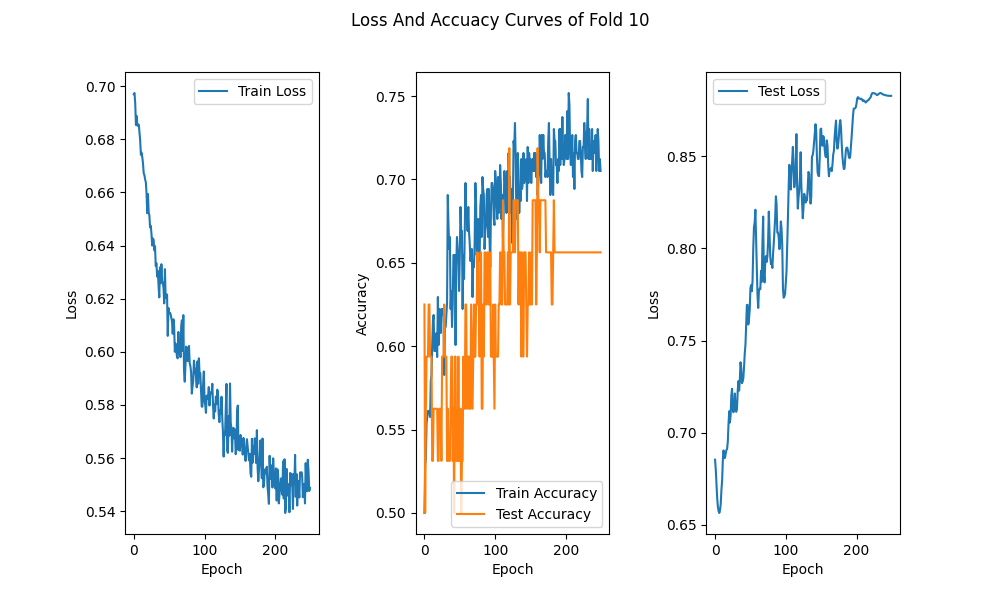 Loss And Accuacy Curves of Fold 10
Loss
0.70
0.68
0.66
0.64
0.62
0.60
0.58
0.56
0.54
Train Loss
0 100 200
Epoch
Accuracy
0.75
0.70
0.65
0.60
0.55
0.50
Train Accuracy
Test Accuracy
0 100 200
Epoch
Loss
0.85
0.80
0.75
0.70
0.65
Test Loss
0 100 200
Epoch